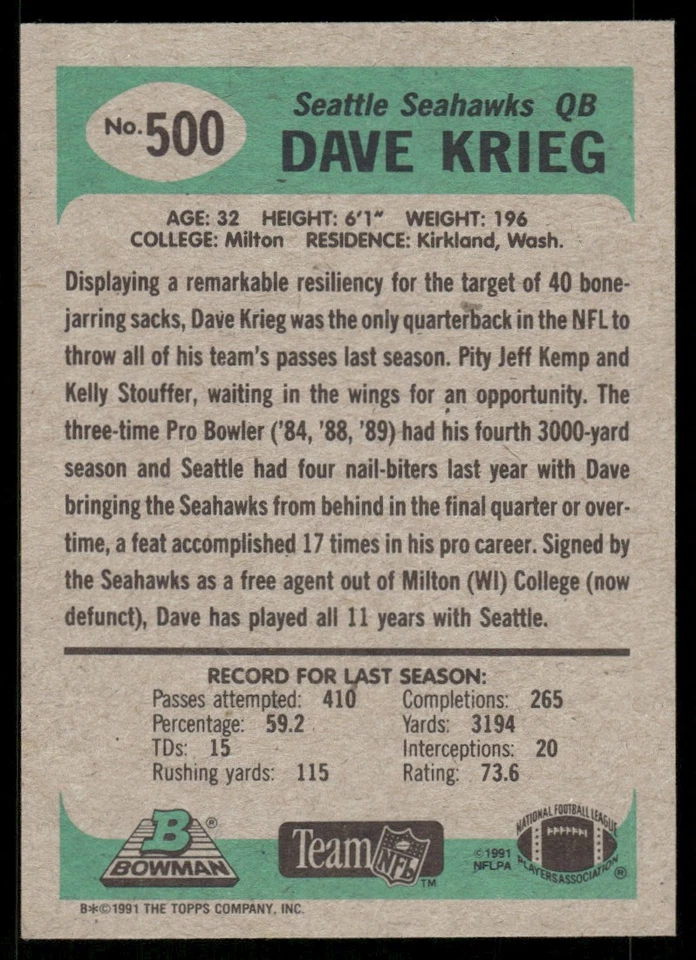 No. 500
Seattle Seahawks QB
DAVE KRIEG
AGE: 32 HEIGHT: 6'1" WEIGHT: 196
COLLEGE: Milton RESIDENCE: Kirkland, Wash.
Displaying a remarkable resiliency for the target of 40 bone-
jarring sacks, Dave Krieg was the only quarterback in the NFL to
throw all of his team's passes last season. Pity Jeff Kemp and
Kelly Stouffer, waiting in the wings for an opportunity. The
three-time Pro Bowler ('84, '88, '89) had his fourth 3000-yard
season and Seattle had four nail-biters last year with Dave
bringing the Seahawks from behind in the final quarter or over-
time, a feat accomplished 17 times in his pro career. Signed by
the Seahawks as a free agent out of Milton (WI) College (now
defunct), Dave has played all 11 years with Seattle.
RECORD FOR LAST SEASON:
Passes attempted: 410 Completions: 265
Percentage: 59.2 Yards: 3194
TDs: 15 Interceptions: 20
Rushing yards: 115 Rating: 73.6
B®
BOWMAN
Team NFL™
©1991
NFLPA
NATIONAL FOOTBALL LEAGUE
PLAYERS ASSOCIATION®
B*©1991 THE TOPPS COMPANY, INC.